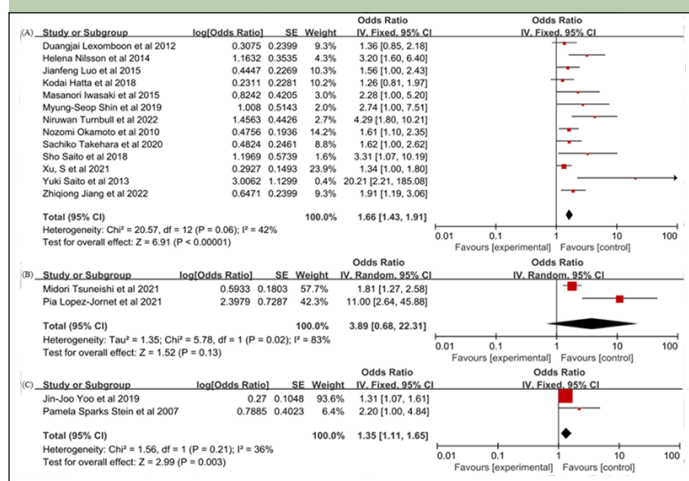 Odds Ratio Odds Ratio
(A) Study or Subgroup log[Odds Ratio] SE Weight IV, Fixed, 95% CI IV, Fixed, 95% CI
Duangjai Lexomboon et al 2012 0.3075 0.2399 9.3% 1.36 [0.85, 2.18]
Helena Nilsson et al 2014 1.1632 0.3535 4.3% 3.20 [1.60, 6.40]
Jianfeng Luo et al 2015 0.4447 0.2269 10.3% 1.56 [1.00, 2.43]
Kodai Hatta et al 2018 0.2311 0.2281 10.2% 1.26 [0.81, 1.97]
Masanori Iwasaki et al 2015 0.8242 0.4205 3.0% 2.28 [1.00, 5.20]
Myung-Seop Shin et al 2019 1.008 0.5143 2.0% 2.74 [1.00, 7.51]
Niruwan Turnbull et al 2022 1.4563 0.4426 2.7% 4.29 [1.80, 10.21]
Nozomi Okamoto et al 2010 0.4756 0.1936 14.2% 1.61 [1.10, 2.35]
Sachiko Takehara et al 2020 0.4824 0.2461 8.8% 1.62 [1.00, 2.62]
Sho Saito et al 2018 1.1969 0.5739 1.6% 3.31 [1.07, 10.19]
Xu, S et al 2021 0.2927 0.1493 23.9% 1.34 [1.00, 1.80]
Yuki Saito et al 2013 3.0062 1.1299 0.4% 20.21 [2.21, 185.08]
Zhiqiong Jiang et al 2022 0.6471 0.2399 9.3% 1.91 [1.19, 3.06]
Total (95% CI) 100.0% 1.66 [1.43, 1.91]
Heterogeneity: Chi² = 20.57, df = 12 (P = 0.06); I² = 42%
Test for overall effect: Z = 6.91 (P < 0.00001)
0.01 0.1 1 10 100
Favours [experimental] Favours [control]
Odds Ratio Odds Ratio
(B) Study or Subgroup log[Odds Ratio] SE Weight IV, Random, 95% CI IV, Random, 95% CI
Midori Tsuneishi et al 2021 0.5933 0.1803 57.7% 1.81 [1.27, 2.58]
Pia Lopez-Jornet et al 2021 2.3979 0.7287 42.3% 11.00 [2.64, 45.88]
Total (95% CI) 100.0% 3.89 [0.68, 22.31]
Heterogeneity: Tau² = 1.35; Chi² = 5.78, df = 1 (P = 0.02); I² = 83%
Test for overall effect: Z = 1.52 (P = 0.13)
0.01 0.1 1 10 100
Favours [experimental] Favours [control]
Odds Ratio Odds Ratio
(C) Study or Subgroup log[Odds Ratio] SE Weight IV, Fixed, 95% CI IV, Fixed, 95% CI
Jin-Joo Yoo et al 2019 0.27 0.1048 93.6% 1.31 [1.07, 1.61]
Pamela Sparks Stein et al 2007 0.7885 0.4023 6.4% 2.20 [1.00, 4.84]
Total (95% CI) 100.0% 1.35 [1.11, 1.65]
Heterogeneity: Chi² = 1.56, df = 1 (P = 0.21); I² = 36%
Test for overall effect: Z = 2.99 (P = 0.003)
0.01 0.1 1 10 100
Favours [experimental] Favours [control]